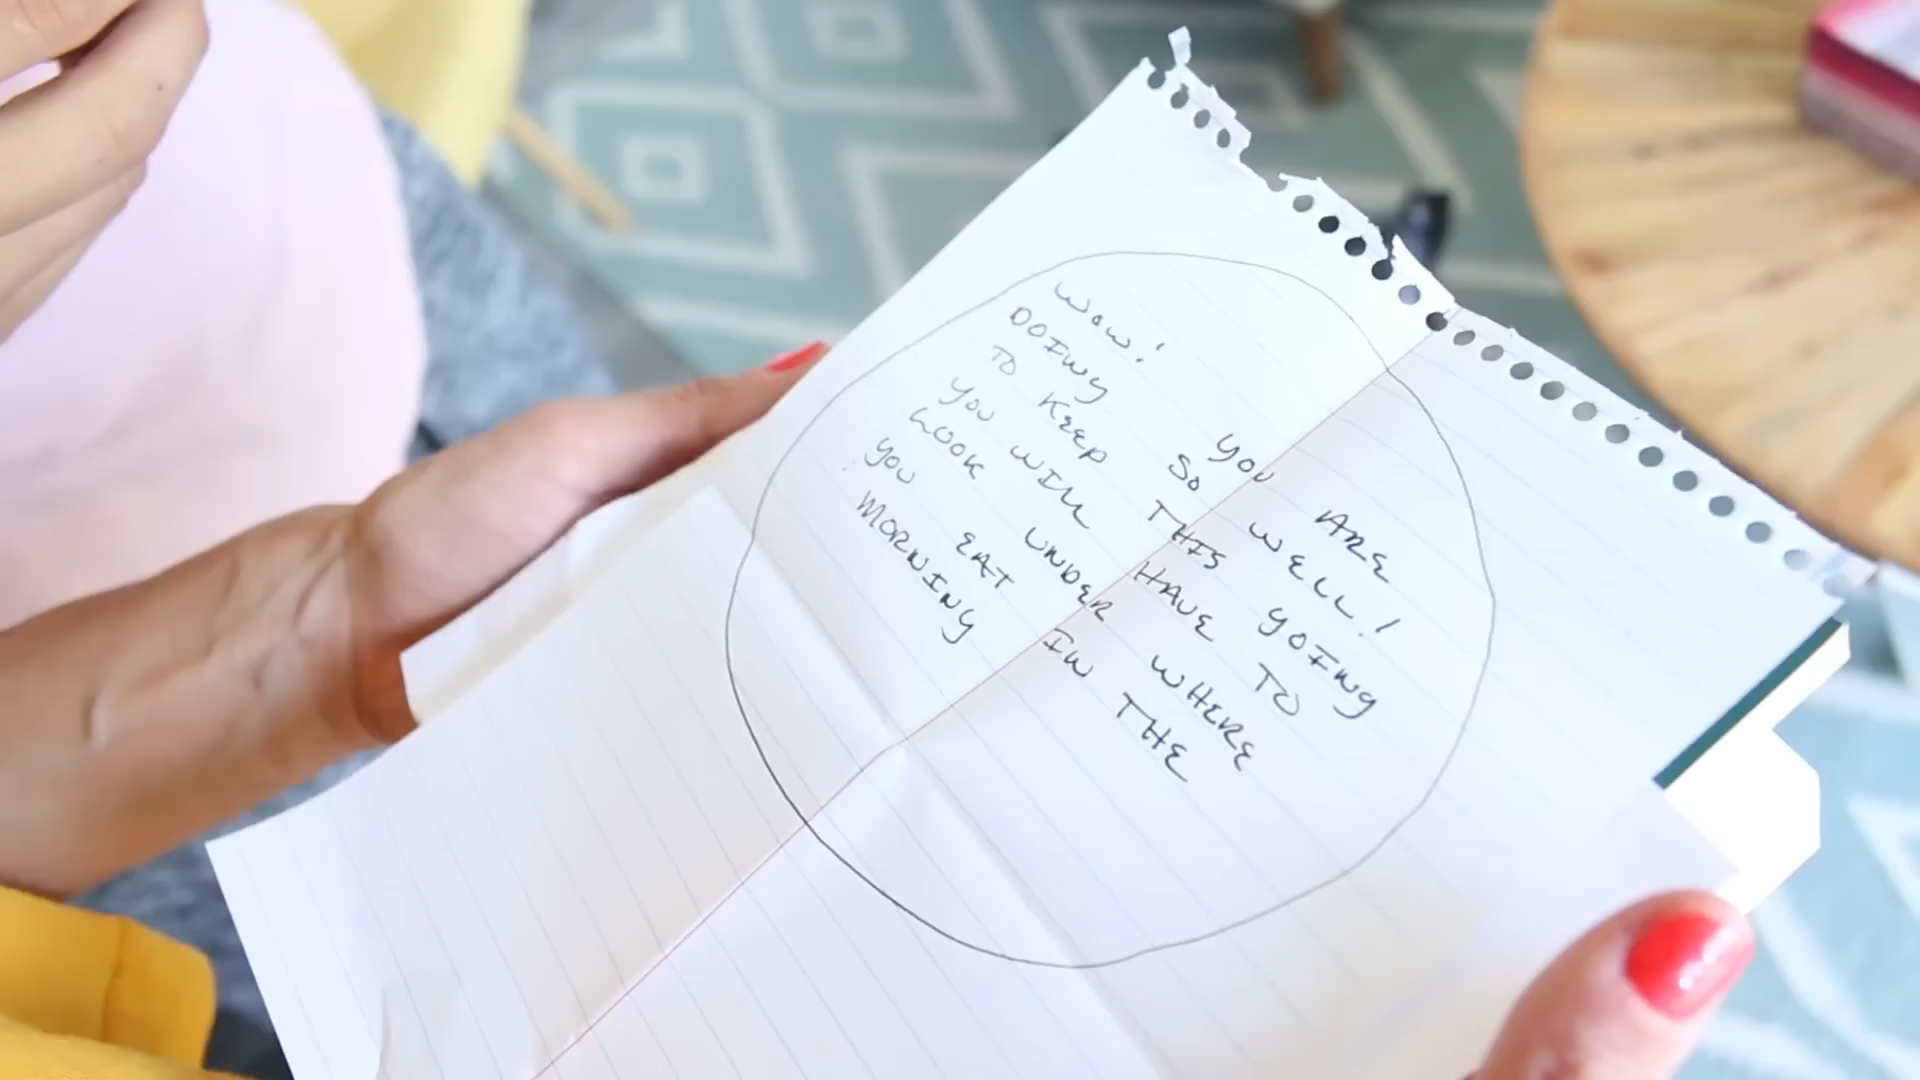 WOW! YOU ARE
DOING SO WELL!
TO KEEP THIS GOING
YOU WILL HAVE TO
LOOK UNDER WHERE
YOU EAT IN THE
MORNING